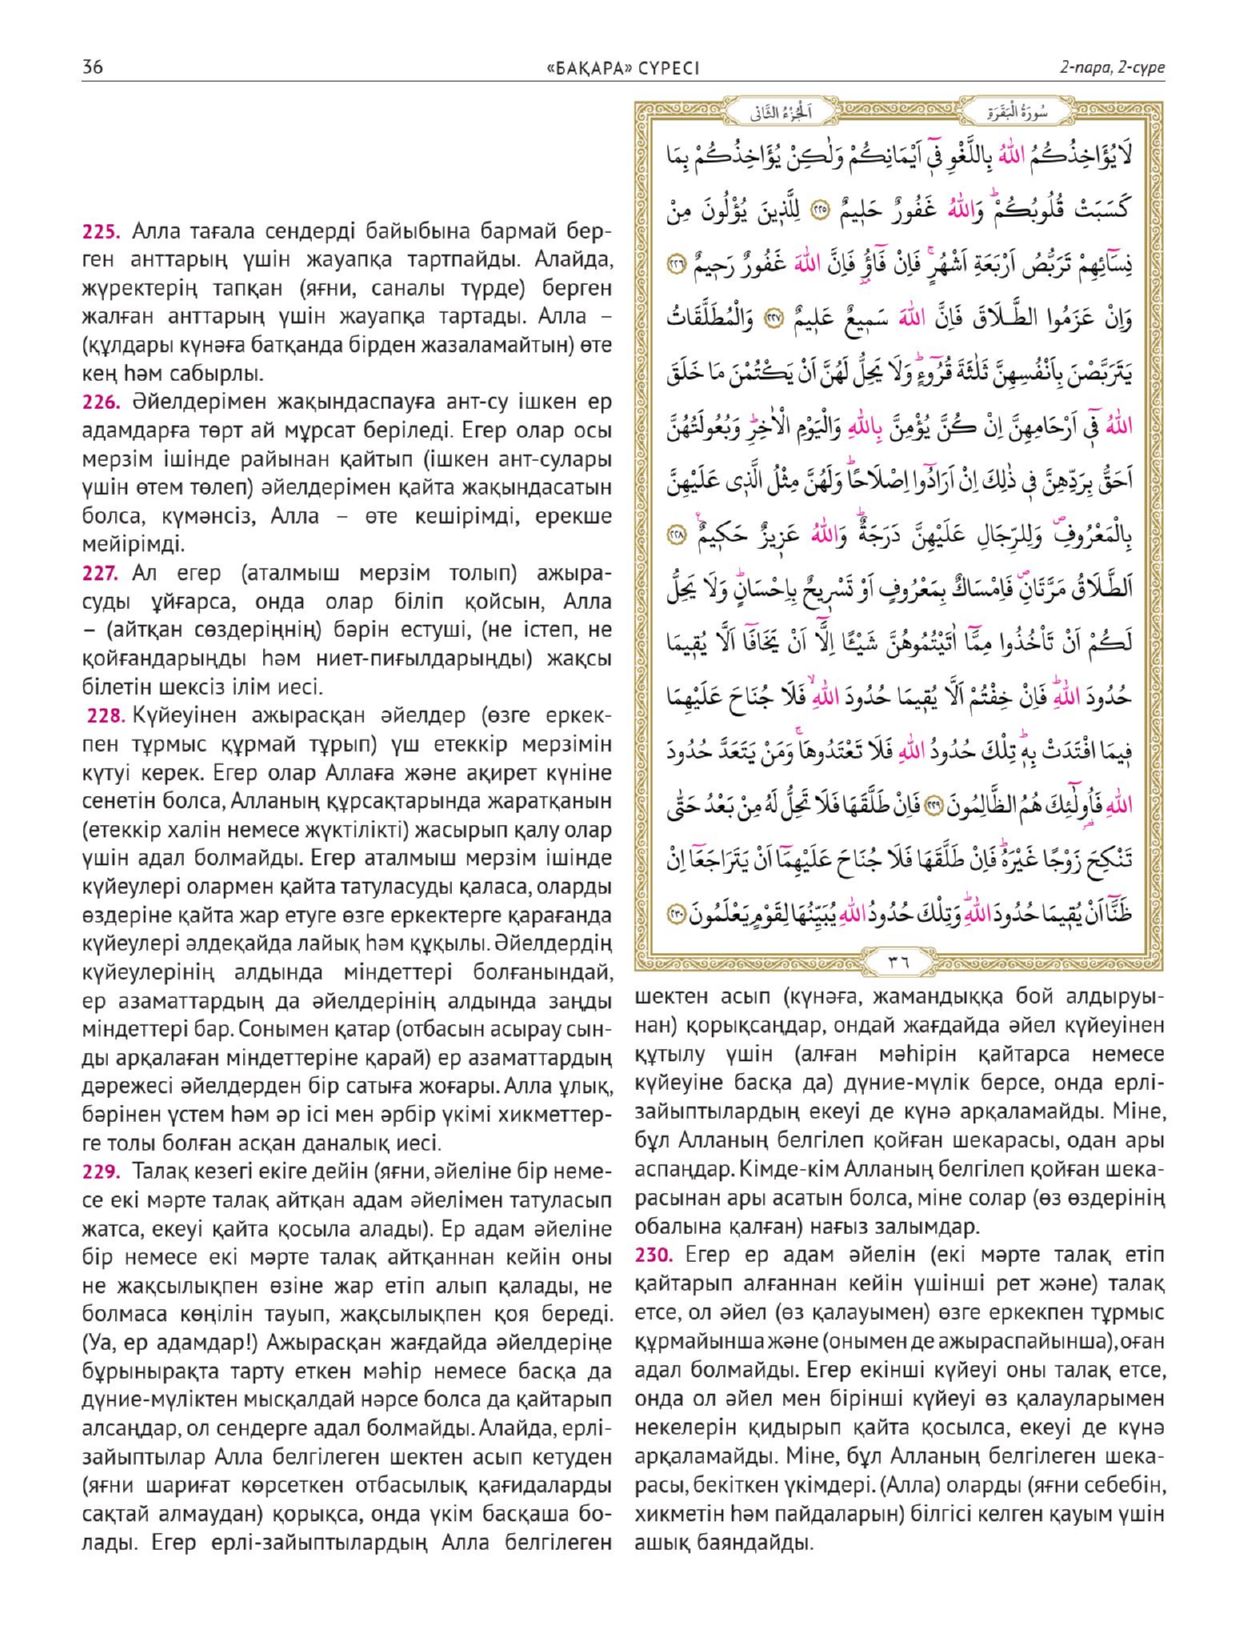 36
«БАҚАРА» СҮРЕСІ
2-пара, 2-сүре
225. Алла тағала сендерді байыбына бармай бер-
ген анттарың үшін жауапқа тартпайды. Алайда,
жүректерің тапқан (яғни, саналы түрде) берген
жалған анттарың үшін жауапқа тартады. Алла –
(құлдары күнәға батқанда бірден жазаламайтын) өте
кең һәм сабырлы.
226. Әйелдерімен жақындаспауға ант-су ішкен ер
адамдарға төрт ай мұрсат беріледі. Егер олар осы
мерзім ішінде райынан қайтып (ішкен ант-сулары
үшін өтем төлеп) әйелдерімен қайта жақындасатын
болса, күмәнсіз, Алла – өте кешірімді, ерекше
мейірімді.
227. Ал егер (аталмыш мерзім толып) ажыра-
суды ұйғарса, онда олар біліп қойсын, Алла
– (айтқан сөздеріңнің) бәрін естуші, (не істеп, не
қойғандарыңды һәм ниет-пиғылдарыңды) жақсы
білетін шексіз ілім иесі.
228. Күйеуінен ажырасқан әйелдер (өзге еркек-
пен тұрмыс құрмай тұрып) үш етеккір мерзімін
күтуі керек. Егер олар Аллаға және ақирет күніне
сенетін болса, Алланың құрсақтарында жаратқанын
(етеккір халін немесе жүктілікті) жасырып қалу олар
үшін адал болмайды. Егер аталмыш мерзім ішінде
күйеулері олармен қайта татуласуды қаласа, оларды
өздеріне қайта жар етуге өзге еркектерге қарағанда
күйеулері әлдеқайда лайық һәм құқылы. Әйелдердің
күйеулерінің алдында міндеттері болғанындай,
ер азаматтардың да әйелдерінің алдында заңды
міндеттері бар. Сонымен қатар (отбасын асырау сын-
ды арқалаған міндеттеріне қарай) ер азаматтардың
дәрежесі әйелдерден бір сатыға жоғары. Алла ұлық,
бәрінен үстем һәм әр ісі мен әрбір үкімі хикметтер-
ге толы болған асқан даналық иесі.
229. Талақ кезегі екіге дейін (яғни, әйеліне бір неме-
се екі мәрте талақ айтқан адам әйелімен татуласып
жатса, екеуі қайта қосыла алады). Ер адам әйеліне
бір немесе екі мәрте талақ айтқаннан кейін оны
не жақсылықпен өзіне жар етіп алып қалады, не
болмаса көңілін тауып, жақсылықпен қоя береді.
(Уа, ер адамдар!) Ажырасқан жағдайда әйелдеріңе
бұрынырақта тарту еткен мәһір немесе басқа да
дүние-мүліктен мысқалдай нәрсе болса да қайтарып
алсаңдар, ол сендерге адал болмайды. Алайда, ерлі-
зайыптылар Алла белгілеген шектен асып кетуден
(яғни шариғат көрсеткен отбасылық қағидаларды
сақтай алмаудан) қорықса, онда үкім басқаша бо-
лады. Егер ерлі-зайыптылардың Алла белгілеген
اَلْجُزْءُ الثَّانٖى
سُورَةُ الْبَقَرَةِ
لَا يُؤَاخِذُكُمُ اللّٰهُ بِاللَّغْوِ فٖٓى اَيْمَانِكُمْ وَلٰكِنْ يُؤَاخِذُكُمْ بِمَا
كَسَبَتْ قُلُوبُكُمْؕ وَاللّٰهُ غَفُورٌ حَلٖيمٌ ﴿٢٢٥﴾ لِلَّذٖينَ يُؤْلُونَ مِنْ
نِسَٓائِهِمْ تَرَبُّصُ اَرْبَعَةِ اَشْهُرٍۚ فَاِنْ فَٓاؤُ۫ فَاِنَّ اللّٰهَ غَفُورٌ رَحٖيمٌ ﴿٢٢٦﴾
وَاِنْ عَزَمُوا الطَّلَاقَ فَاِنَّ اللّٰهَ سَمٖيعٌ عَلٖيمٌ ﴿٢٢٧﴾ وَالْمُطَلَّقَاتُ
يَتَرَبَّصْنَ بِاَنْفُسِهِنَّ ثَلٰثَةَ قُرُٓوءٍؕ وَلَا يَحِلُّ لَهُنَّ اَنْ يَكْتُمْنَ مَا خَلَقَ
اللّٰهُ فٖٓى اَرْحَامِهِنَّ اِنْ كُنَّ يُؤْمِنَّ بِاللّٰهِ وَالْيَوْمِ الْاٰخِرِؕ وَبُعُولَتُهُنَّ
اَحَقُّ بِرَدِّهِنَّ فٖى ذٰلِكَ اِنْ اَرَادُٓوا اِصْلَاحًاؕ وَلَهُنَّ مِثْلُ الَّذٖى عَلَيْهِنَّ
بِالْمَعْرُوفِࣕ وَلِلرِّجَالِ عَلَيْهِنَّ دَرَجَةٌؕ وَاللّٰهُ عَزٖيزٌ حَكٖيمٌ ﴿٢٢٨﴾
اَلطَّلَاقُ مَرَّتَانِࣕ فَاِمْسَاكٌ بِمَعْرُوفٍ اَوْ تَسْرٖيحٌ بِاِحْسَانٍؕ وَلَا يَحِلُّ
لَكُمْ اَنْ تَاْخُذُوا مِمَّٓا اٰتَيْتُمُوهُنَّ شَيْـًٔا اِلَّٓا اَنْ يَخَافَٓا اَلَّا يُقٖيمَا
حُدُودَ اللّٰهِؕ فَاِنْ خِفْتُمْ اَلَّا يُقٖيمَا حُدُودَ اللّٰهِۙ فَلَا جُنَاحَ عَلَيْهِمَا
فٖيمَا افْتَدَتْ بِهٖؕ تِلْكَ حُدُودُ اللّٰهِ فَلَا تَعْتَدُوهَاۚ وَمَنْ يَتَعَدَّ حُدُودَ
اللّٰهِ فَاُو۬لٰٓئِكَ هُمُ الظَّالِمُونَ ﴿٢٢٩﴾ فَاِنْ طَلَّقَهَا فَلَا تَحِلُّ لَهُ مِنْ بَعْدُ حَتّٰى
تَنْكِحَ زَوْجًا غَيْرَهُؕ فَاِنْ طَلَّقَهَا فَلَا جُنَاحَ عَلَيْهِمَٓا اَنْ يَتَرَاجَعَٓا اِنْ
ظَنَّٓا اَنْ يُقٖيمَا حُدُودَ اللّٰهِؕ وَتِلْكَ حُدُودُ اللّٰهِ يُبَيِّنُهَا لِقَوْمٍ يَعْلَمُونَ ﴿٢٣٠﴾
٣٦
шектен асып (күнәға, жамандыққа бой алдыруы-
нан) қорықсаңдар, ондай жағдайда әйел күйеуінен
құтылу үшін (алған мәһірін қайтарса немесе
күйеуіне басқа да) дүние-мүлік берсе, онда ерлі-
зайыптылардың екеуі де күнә арқаламайды. Міне,
бұл Алланың белгілеп қойған шекарасы, одан ары
аспаңдар. Кімде-кім Алланың белгілеп қойған шека-
расынан ары асатын болса, міне солар (өз өздерінің
обалына қалған) нағыз залымдар.
230. Егер ер адам әйелін (екі мәрте талақ етіп
қайтарып алғаннан кейін үшінші рет және) талақ
етсе, ол әйел (өз қалауымен) өзге еркекпен тұрмыс
құрмайынша және (онымен де ажыраспайынша), оған
адал болмайды. Егер екінші күйеуі оны талақ етсе,
онда ол әйел мен бірінші күйеуі өз қалауларымен
некелерін қидырып қайта қосылса, екеуі де күнә
арқаламайды. Міне, бұл Алланың белгілеген шека-
расы, бекіткен үкімдері. (Алла) оларды (яғни себебін,
хикметін һәм пайдаларын) білгісі келген қауым үшін
ашық баяндайды.